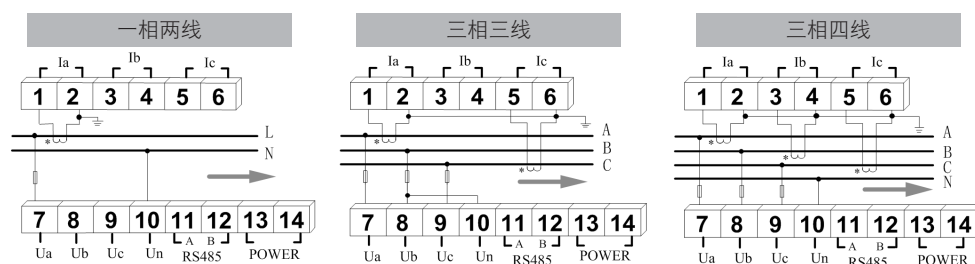 一相两线
Ia Ib Ic
1 2 3 4 5 6
*
L
N
7 8 9 10 11 12 13 14
A B
Ua Ub Uc Un RS485 POWER
三相三线
Ia Ib Ic
1 2 3 4 5 6
*
A
B
*
C
7 8 9 10 11 12 13 14
A B
Ua Ub Uc Un RS485 POWER
三相四线
Ia Ib Ic
1 2 3 4 5 6
*
A
*
B
*
C
N
7 8 9 10 11 12 13 14
A B
Ua Ub Uc Un RS485 POWER